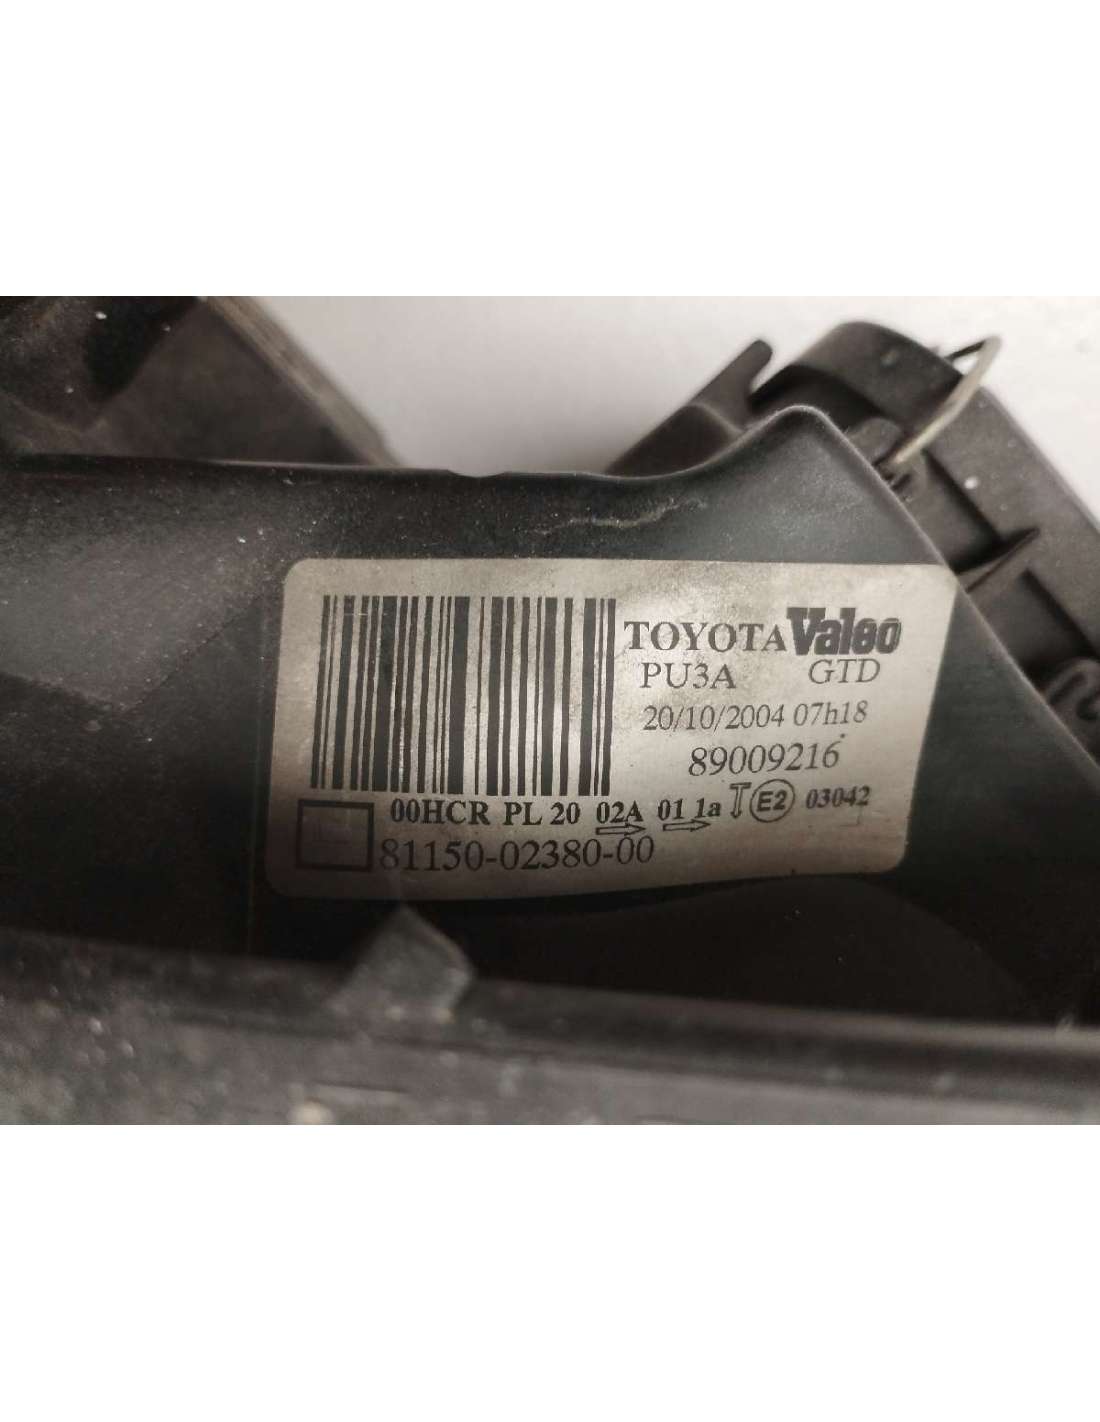 TOYOTA Valeo
PU3A GTD
20/10/2004 07h18
89009216
00HCR PL 20 02A 01 1a T E2 03042
81150-02380-00